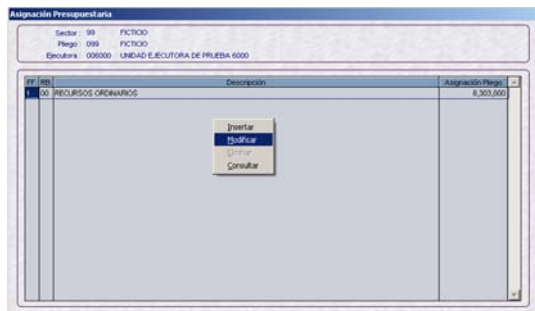 Asignación Presupuestaria
Sector : 99 FICTICIO
Pliego : 099 FICTICIO
Ejecutora : 006000 UNIDAD EJECUTORA DE PRUEBA 6000
FF RB Descripción Asignación Pliego
1 00 RECURSOS ORDINARIOS 8,303,000
Insertar
Modificar
Eliminar
Consultar